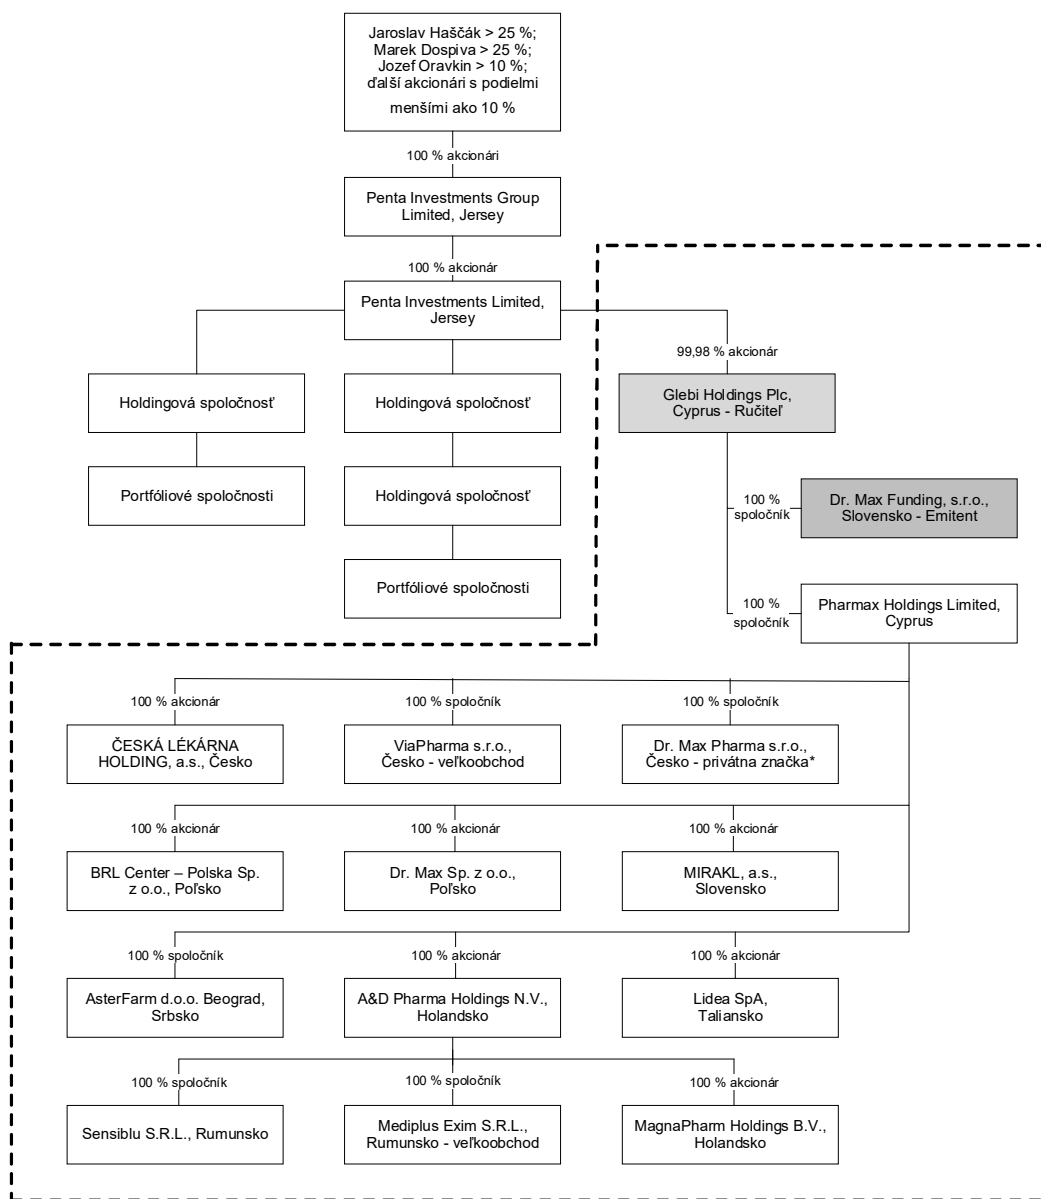 Jaroslav Haščák > 25 %;
Marek Dospiva > 25 %;
Jozef Oravkin > 10 %;
ďalší akcionári s podielmi
menšími ako 10 %
100 % akcionári
Penta Investments Group
Limited, Jersey
100 % akcionár
Penta Investments Limited,
Jersey
99,98 % akcionár
Holdingová spoločnosť
Holdingová spoločnosť
Glebi Holdings Plc,
Cyprus - Ručiteľ
Portfóliové spoločnosti
Holdingová spoločnosť
100 %
spoločník
Dr. Max Funding, s.r.o.,
Slovensko - Emitent
Portfóliové spoločnosti
100 %
spoločník
Pharmax Holdings Limited,
Cyprus
100 % akcionár
100 % spoločník
100 % spoločník
ČESKÁ LÉKÁRNA
HOLDING, a.s., Česko
ViaPharma s.r.o.,
Česko - veľkoobchod
Dr. Max Pharma s.r.o.,
Česko - privátna značka*
100 % akcionár
100 % akcionár
100 % akcionár
BRL Center – Polska Sp.
z o.o., Poľsko
Dr. Max Sp. z o.o.,
Poľsko
MIRAKL, a.s.,
Slovensko
100 % spoločník
100 % akcionár
100 % akcionár
AsterFarm d.o.o. Beograd,
Srbsko
A&D Pharma Holdings N.V.,
Holandsko
Lidea SpA,
Taliansko
100 % spoločník
100 % spoločník
100 % akcionár
Sensiblu S.R.L., Rumunsko
Mediplus Exim S.R.L.,
Rumunsko - veľkoobchod
MagnaPharm Holdings B.V.,
Holandsko